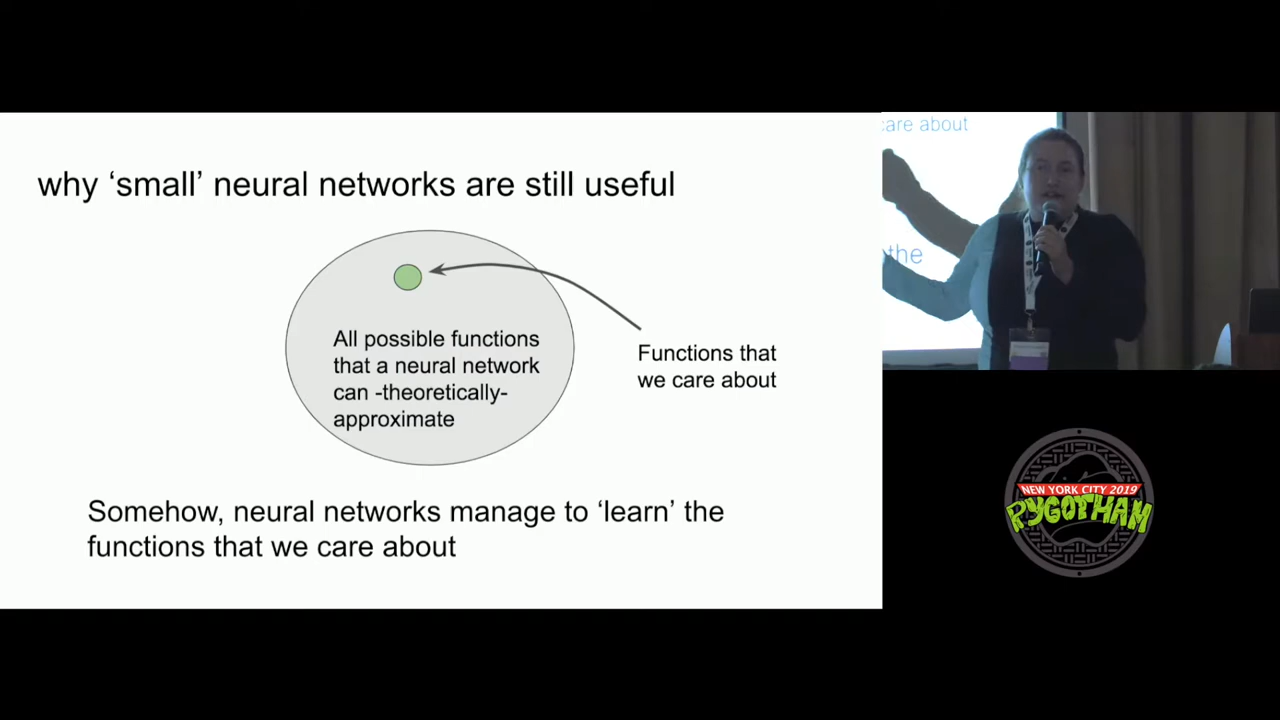 why ‘small’ neural networks are still useful
All possible functions
that a neural network
can -theoretically-
approximate
Functions that
we care about
Somehow, neural networks manage to ‘learn’ the
functions that we care about
care about
the
NEW YORK CITY 2019
PYGOTHAM